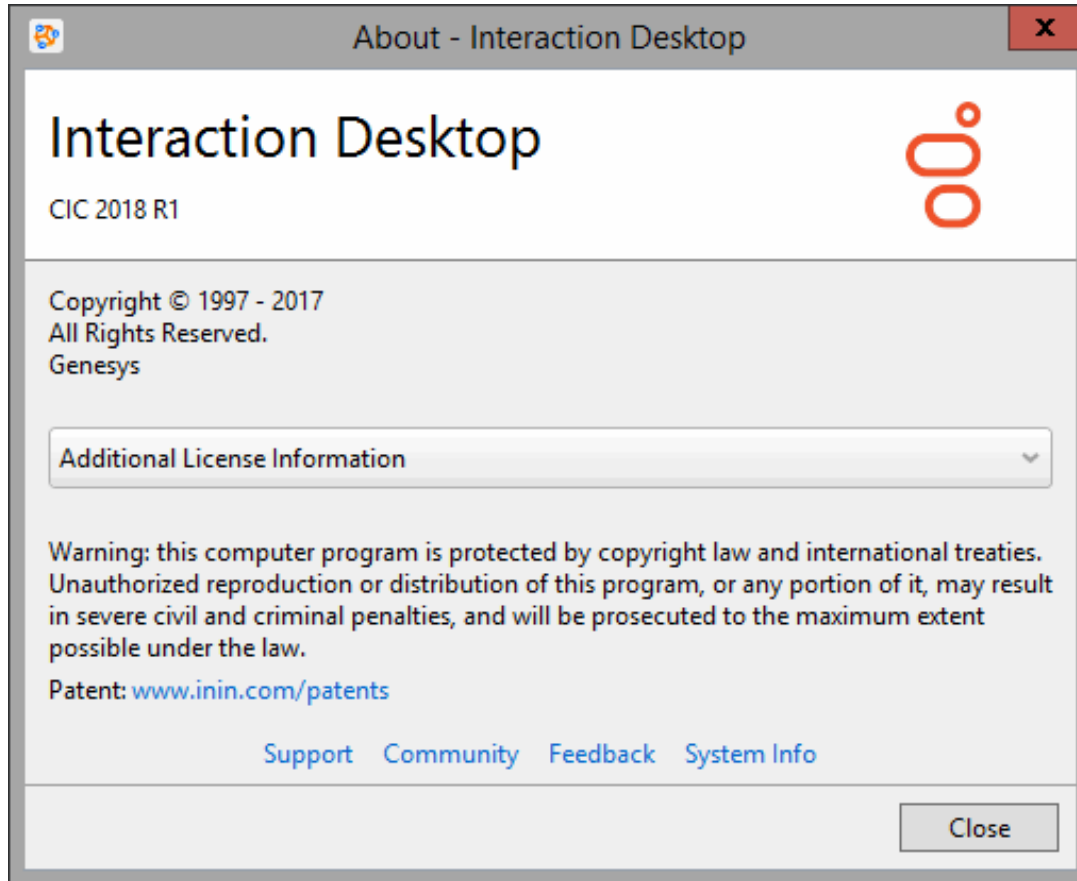 About - Interaction Desktop
X
Interaction Desktop
CIC 2018 R1
Copyright © 1997 - 2017
All Rights Reserved.
Genesys
Additional License Information
Warning: this computer program is protected by copyright law and international treaties.
Unauthorized reproduction or distribution of this program, or any portion of it, may result
in severe civil and criminal penalties, and will be prosecuted to the maximum extent
possible under the law.
Patent: www.inin.com/patents
Support Community Feedback System Info
Close